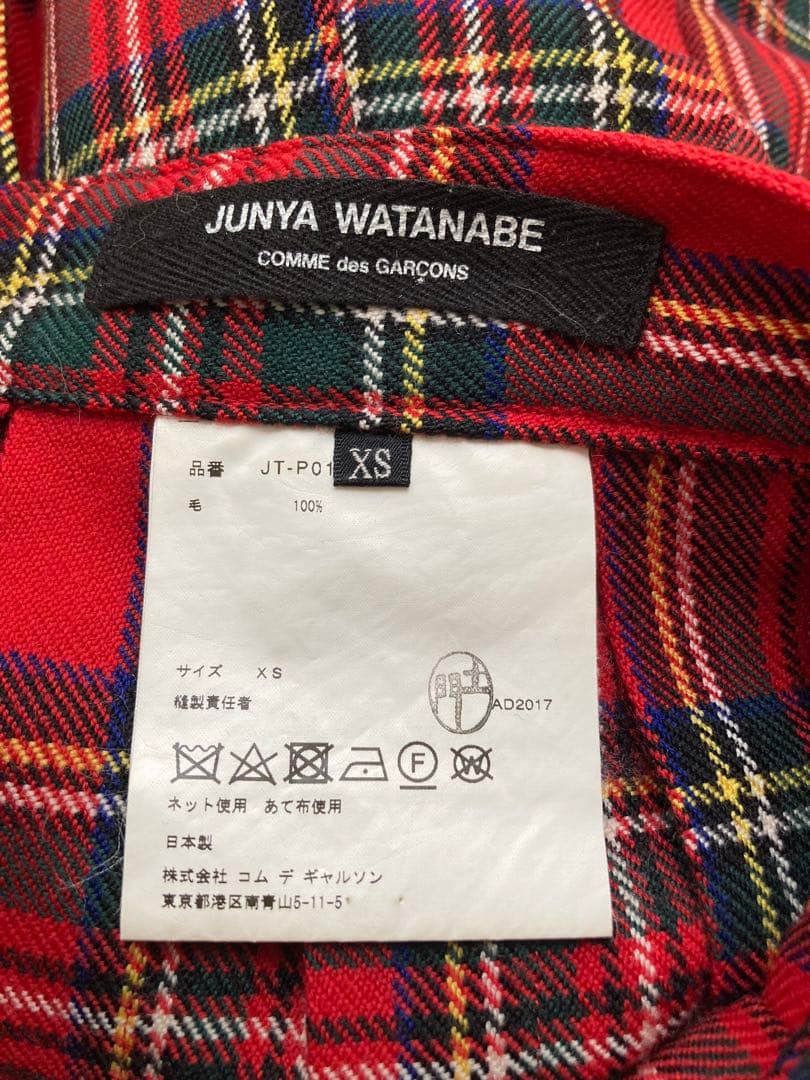 JUNYA WATANABE
COMME des GARCONS
XS
品番 JT-P01
毛 100%
サイズ XS
縫製責任者
AD2017
F
W
ネット使用 あて布使用
日本製
株式会社 コム デ ギャルソン
東京都港区南青山5-11-5